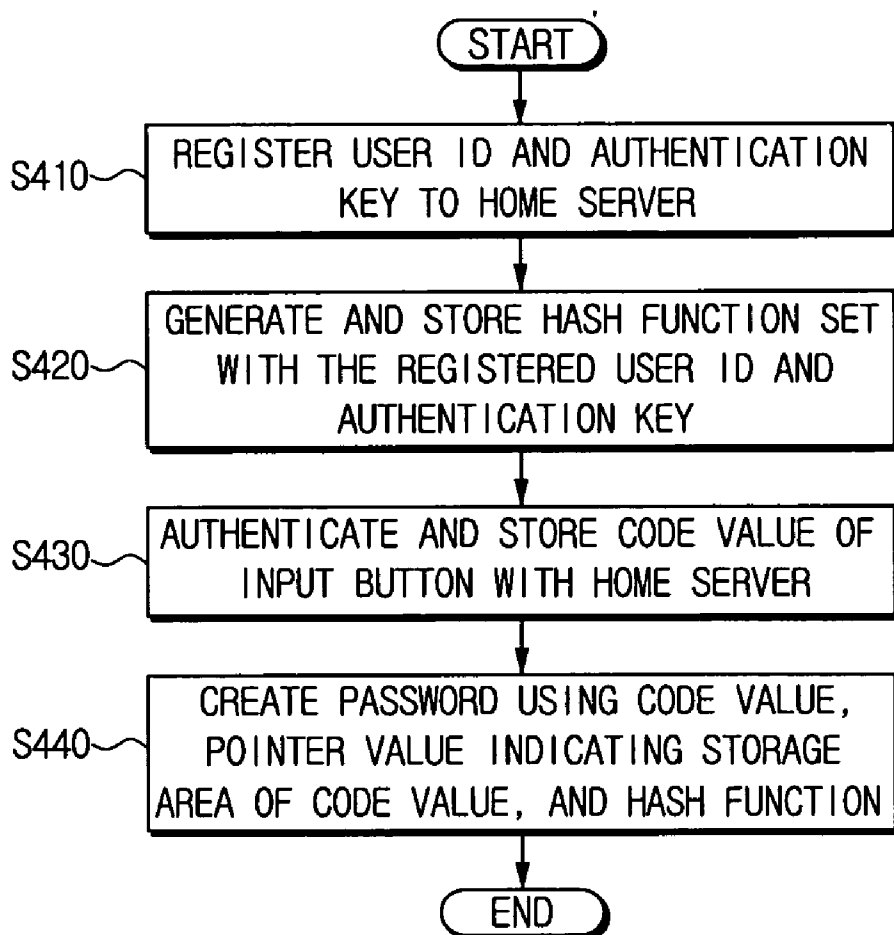 START
S410
REGISTER USER ID AND AUTHENTICATION
KEY TO HOME SERVER
S420
GENERATE AND STORE HASH FUNCTION SET
WITH THE REGISTERED USER ID AND
AUTHENTICATION KEY
S430
AUTHENTICATE AND STORE CODE VALUE OF
INPUT BUTTON WITH HOME SERVER
S440
CREATE PASSWORD USING CODE VALUE,
POINTER VALUE INDICATING STORAGE
AREA OF CODE VALUE, AND HASH FUNCTION
END